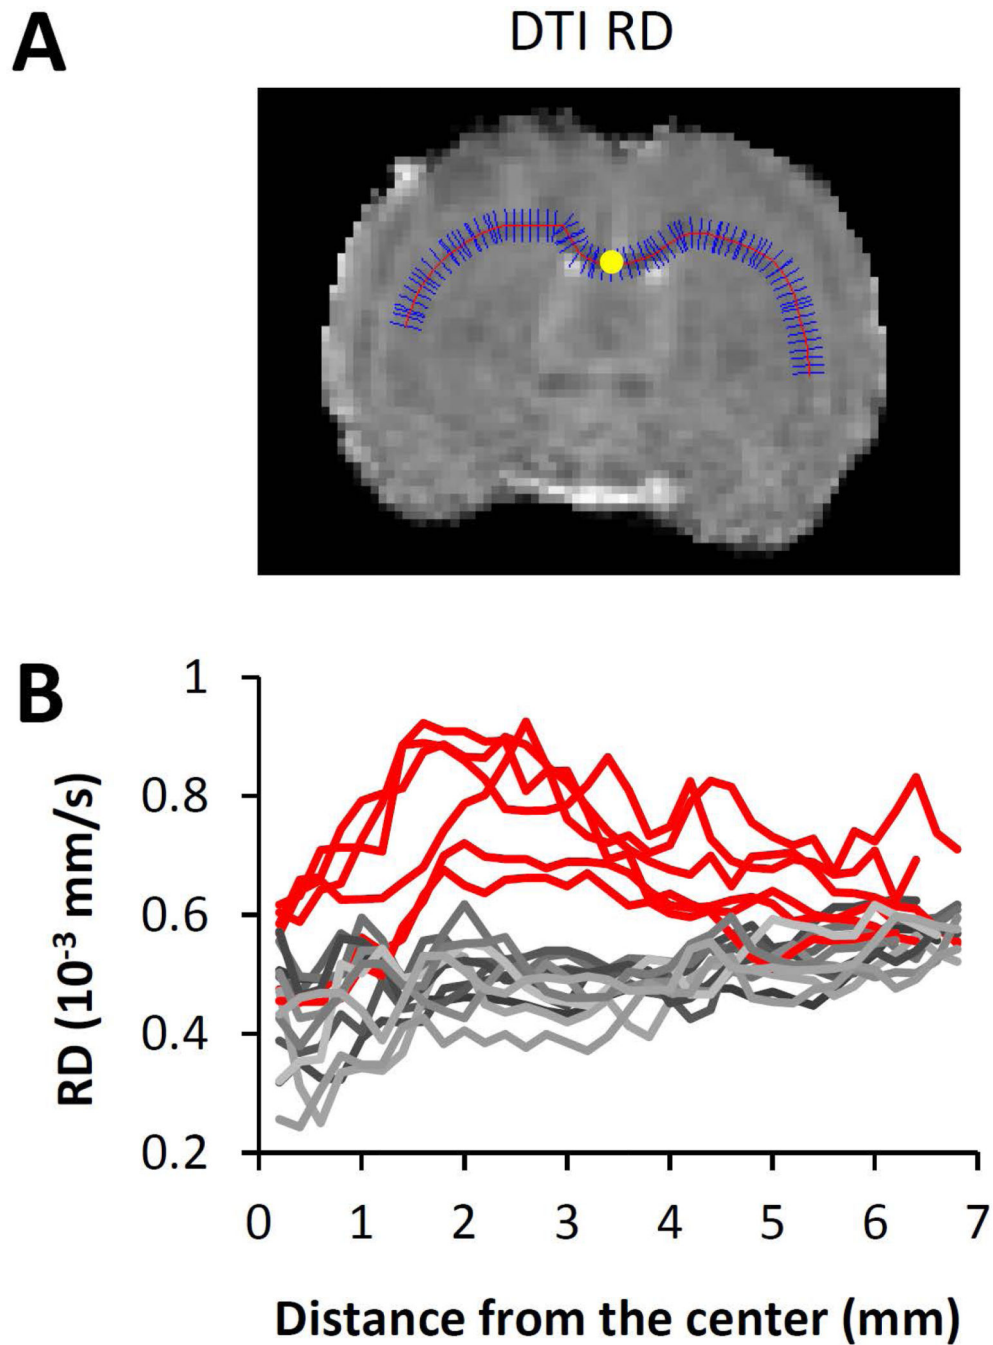 A
DTI RD
B
RD (10⁻³ mm/s)
1
0.8
0.6
0.4
0.2
0 1 2 3 4 5 6 7
Distance from the center (mm)